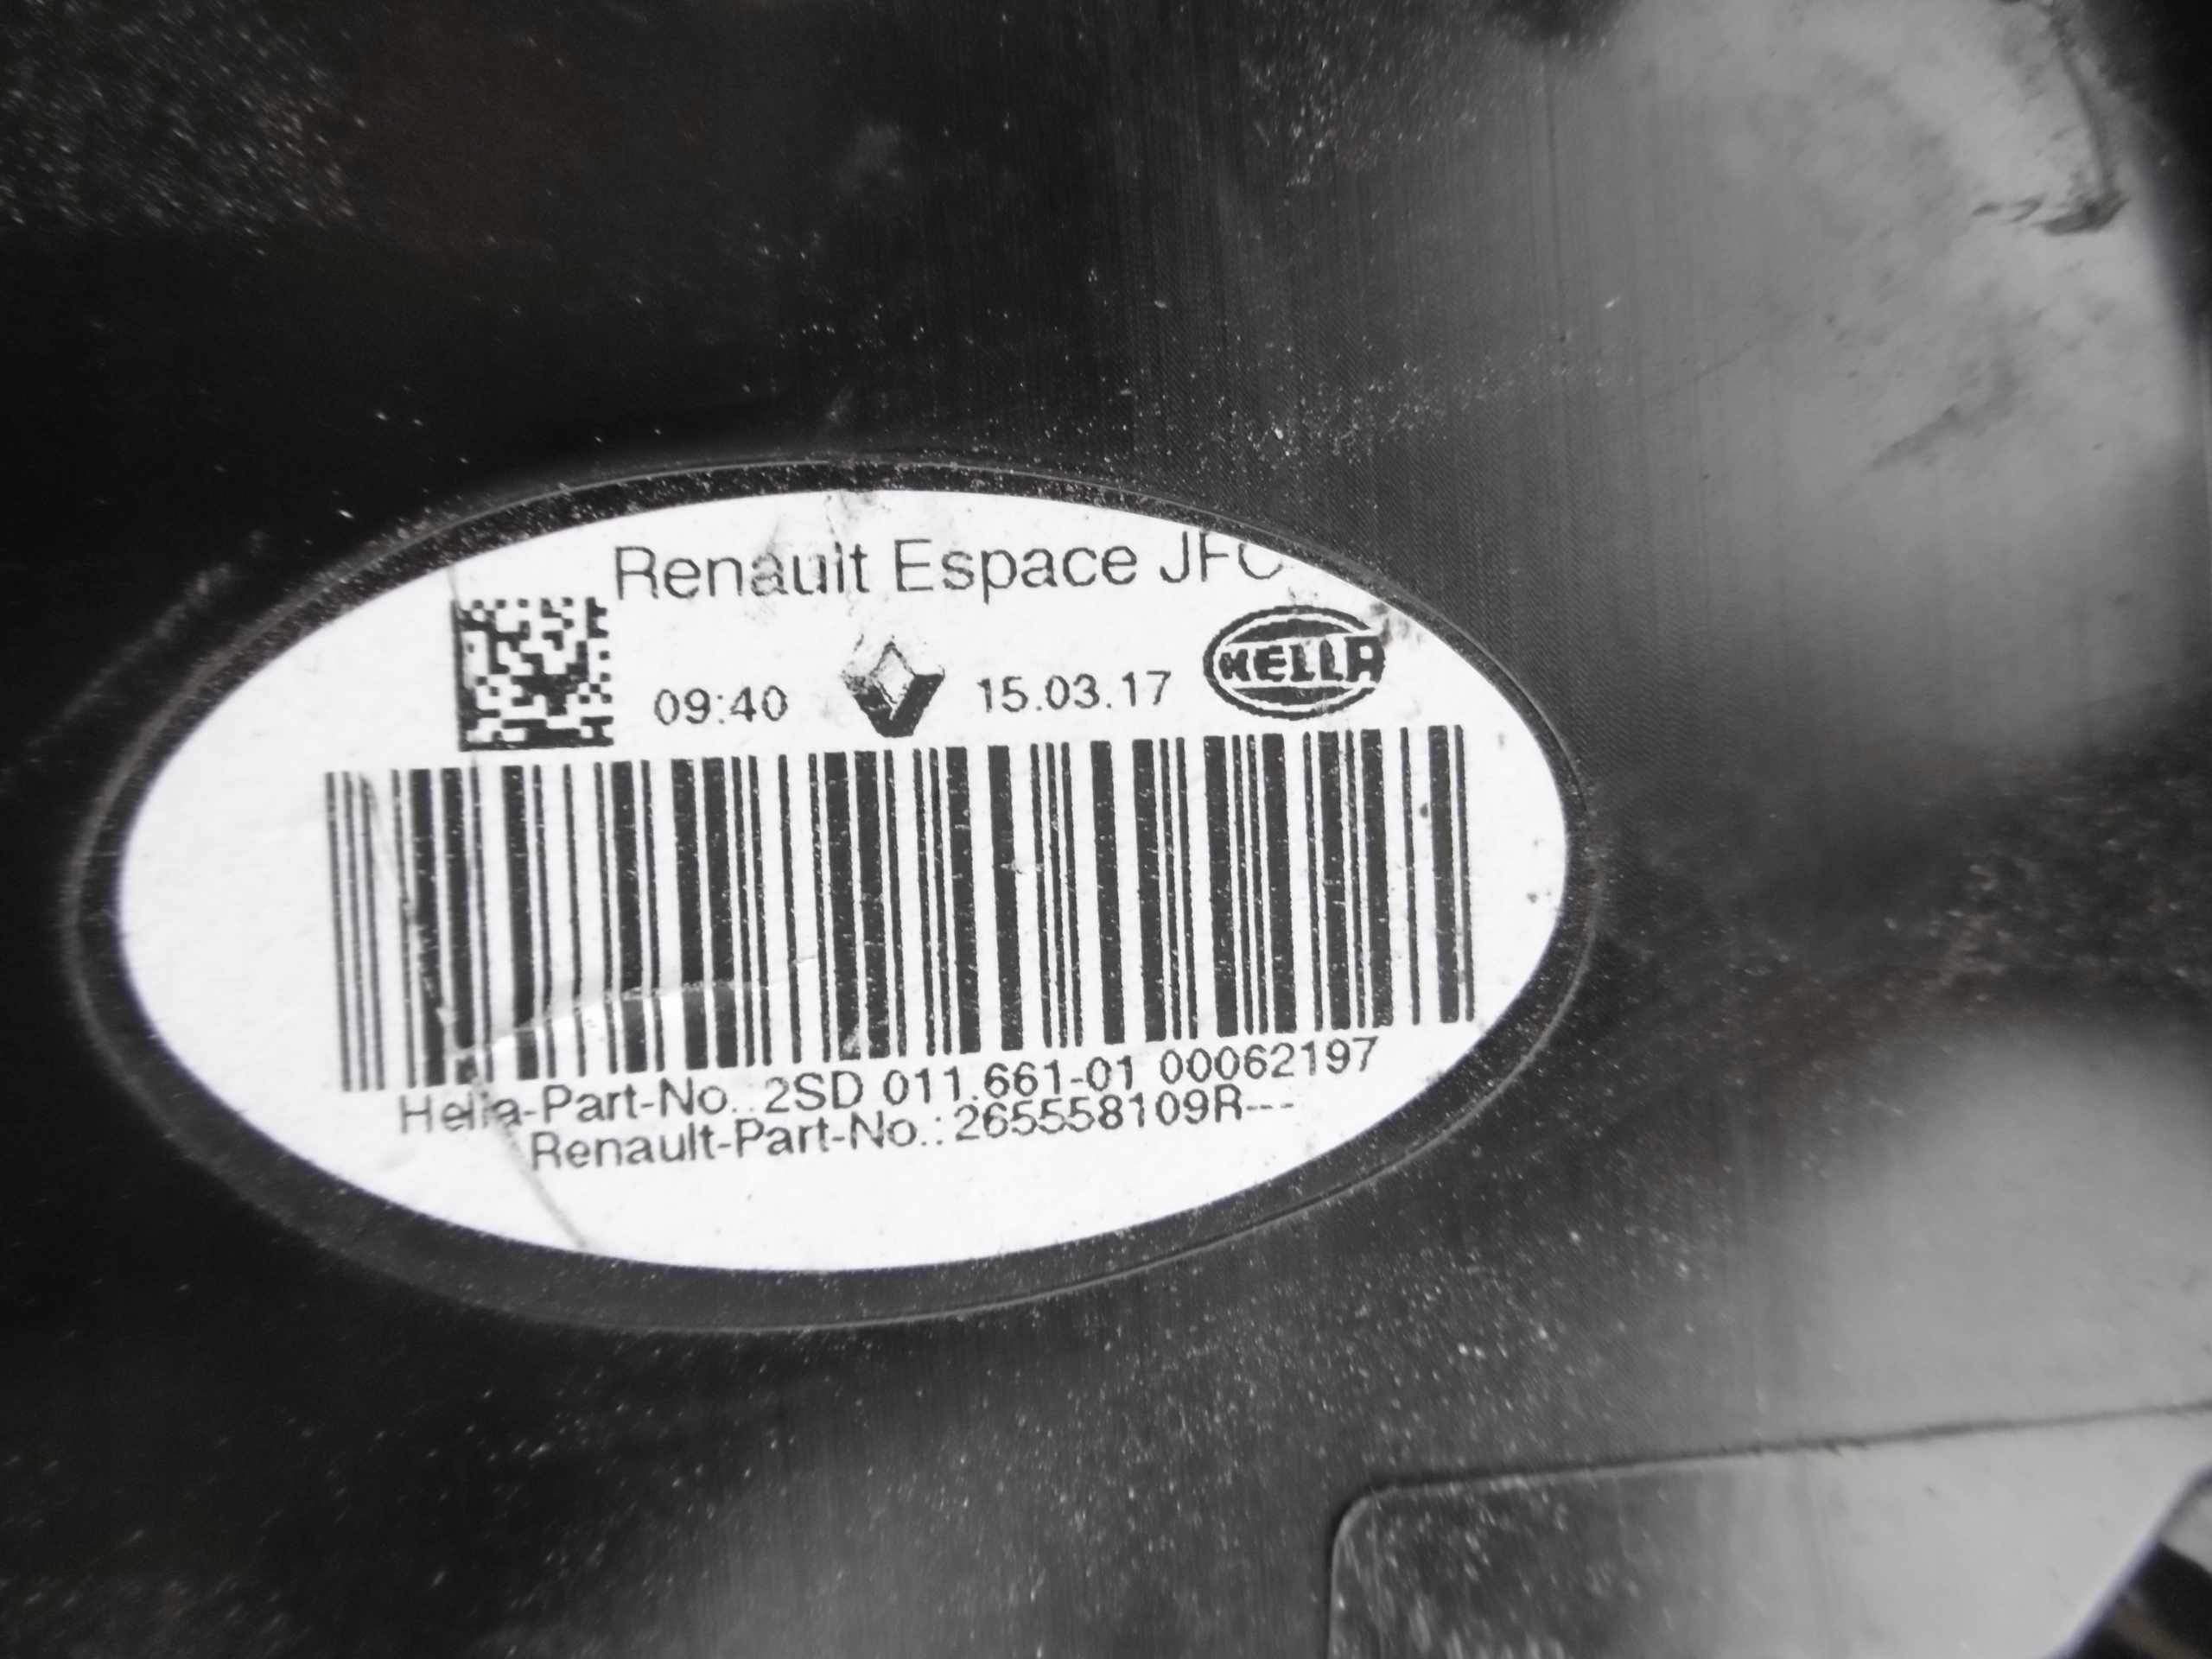 Renault Espace JFC
09:40 15.03.17 HELLA
Hella-Part-No.:2SD 011.661-01 00062197
Renault-Part-No.:265558109R---